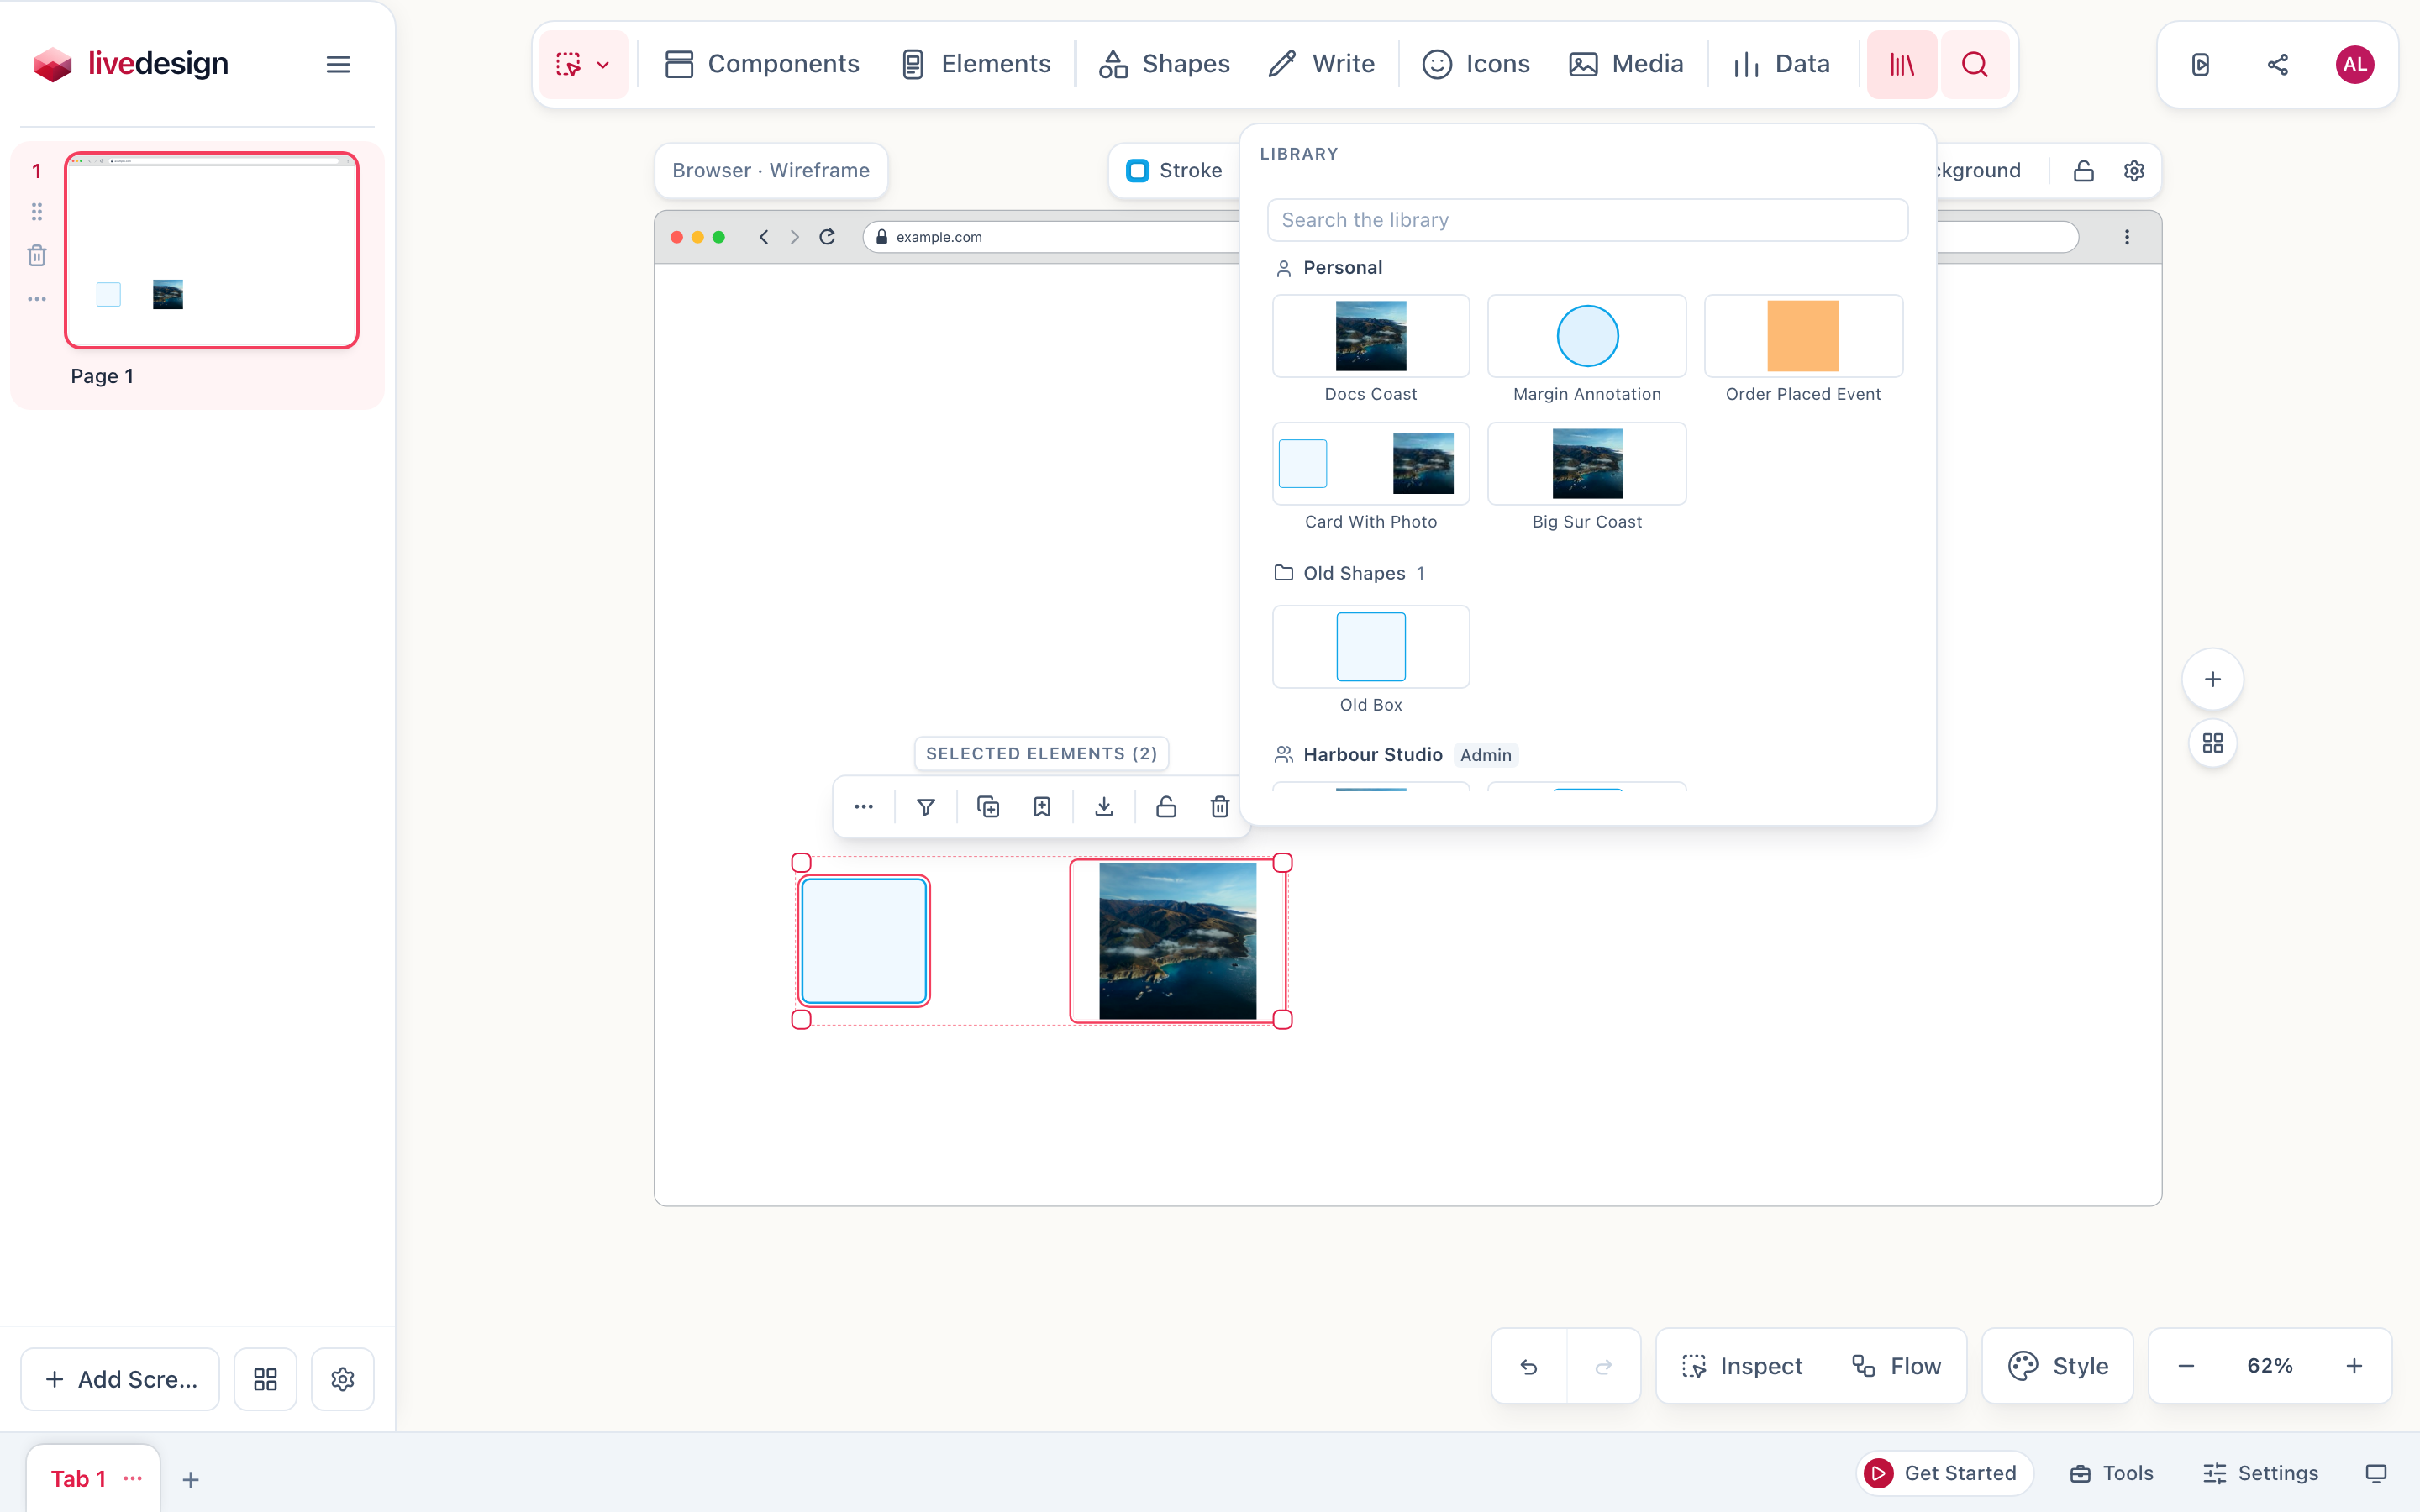 livedesign
Components
Elements
Shapes
Write
Icons
Media
Data
AL
1
Page 1
Browser · Wireframe
Stroke
ckground
example.com
LIBRARY
Search the library
Personal
Docs Coast
Margin Annotation
Order Placed Event
Card With Photo
Big Sur Coast
Old Shapes 1
Old Box
Harbour Studio Admin
SELECTED ELEMENTS (2)
Add Scre...
Inspect
Flow
Style
62%
Tab 1
Get Started
Tools
Settings